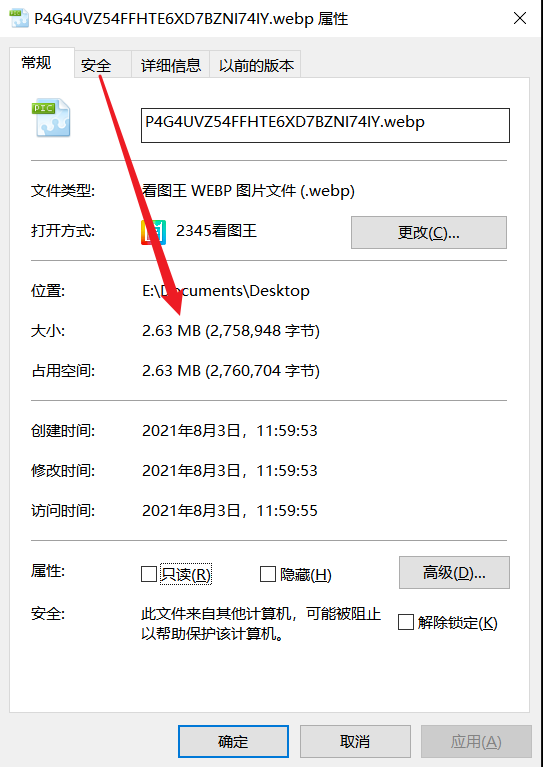 P4G4UVZ54FFHTE6XD7BZNI74IY.webp 属性
常规 安全 详细信息 以前的版本
PIC
P4G4UVZ54FFHTE6XD7BZNI74IY.webp
文件类型: 看图王 WEBP 图片文件 (.webp)
打开方式: 2345看图王 更改(C)...
位置: E:\Documents\Desktop
大小: 2.63 MB (2,758,948 字节)
占用空间: 2.63 MB (2,760,704 字节)
创建时间: 2021年8月3日，11:59:53
修改时间: 2021年8月3日，11:59:53
访问时间: 2021年8月3日，11:59:55
属性: 只读(R) 隐藏(H) 高级(D)...
安全: 此文件来自其他计算机，可能被阻止
以帮助保护该计算机。 解除锁定(K)
确定 取消 应用(A)